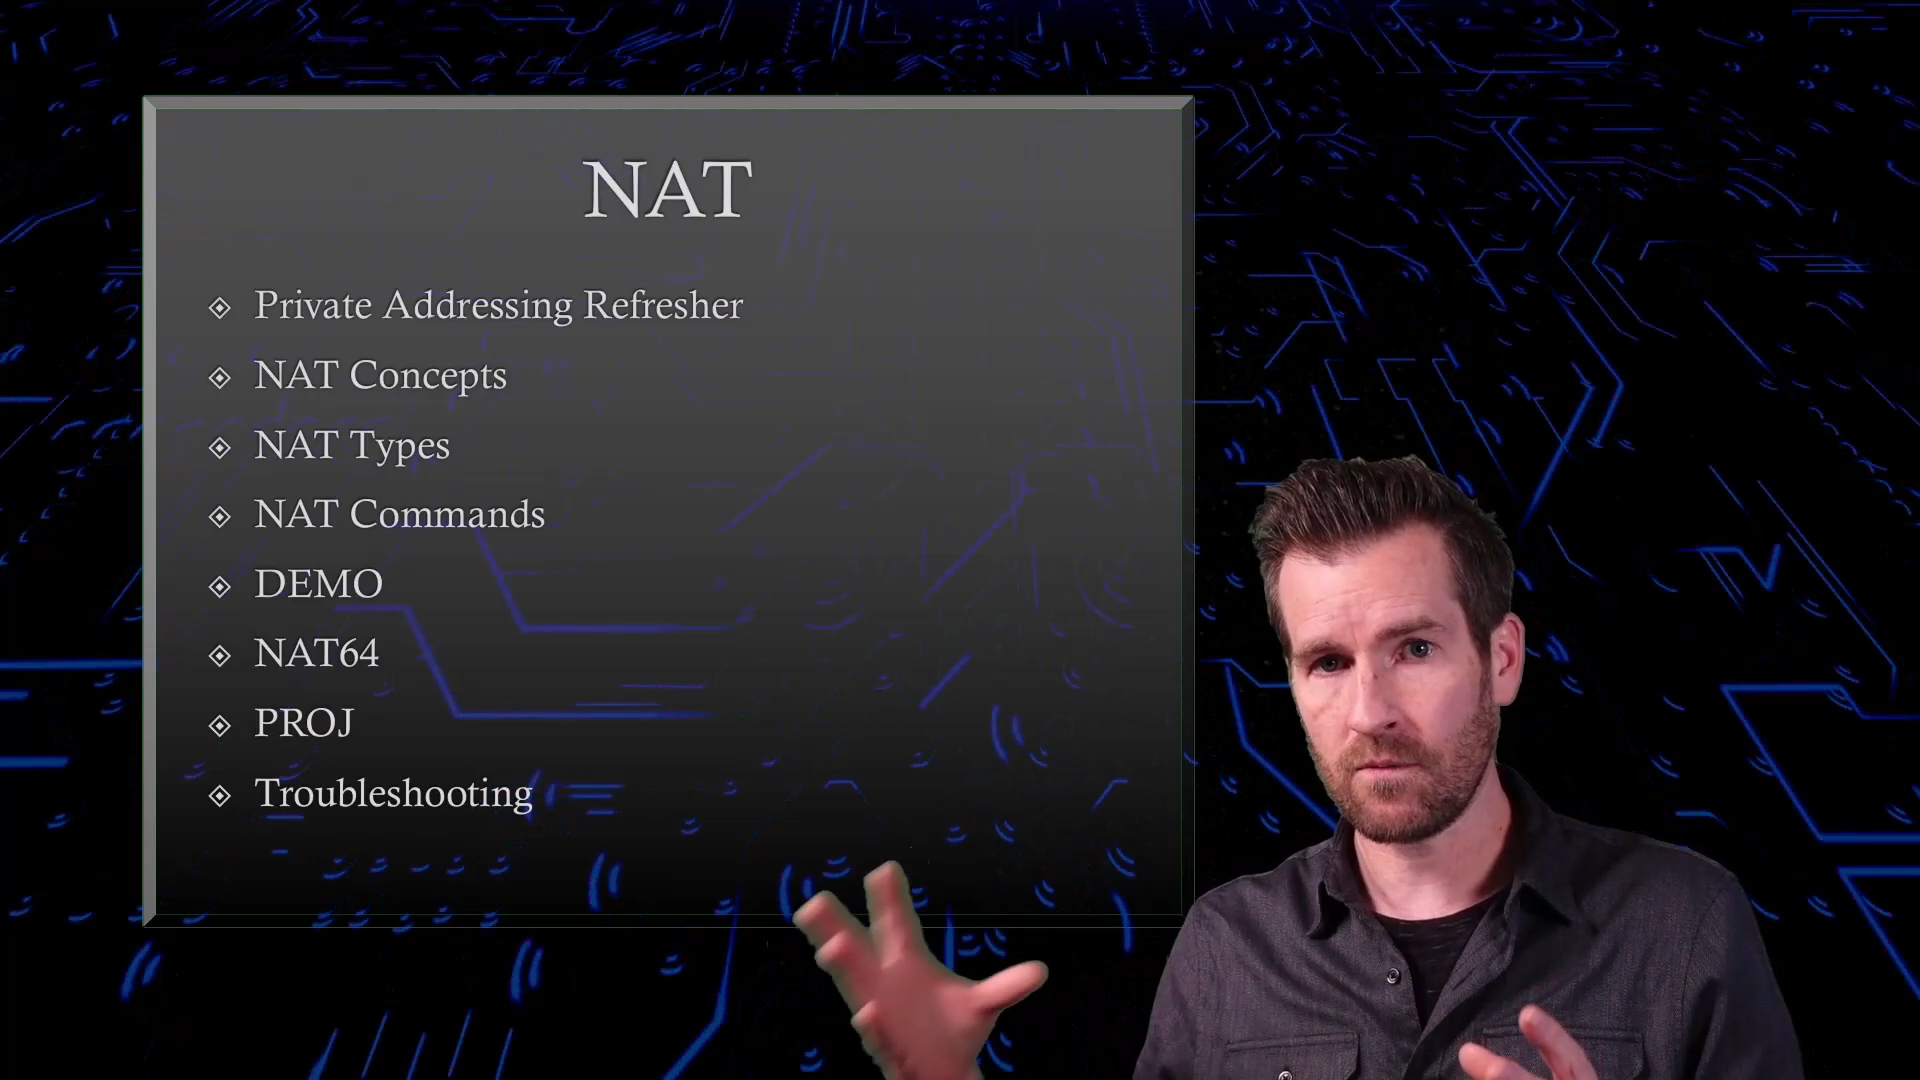 NAT
Private Addressing Refresher
NAT Concepts
NAT Types
NAT Commands
DEMO
NAT64
PROJ
Troubleshooting